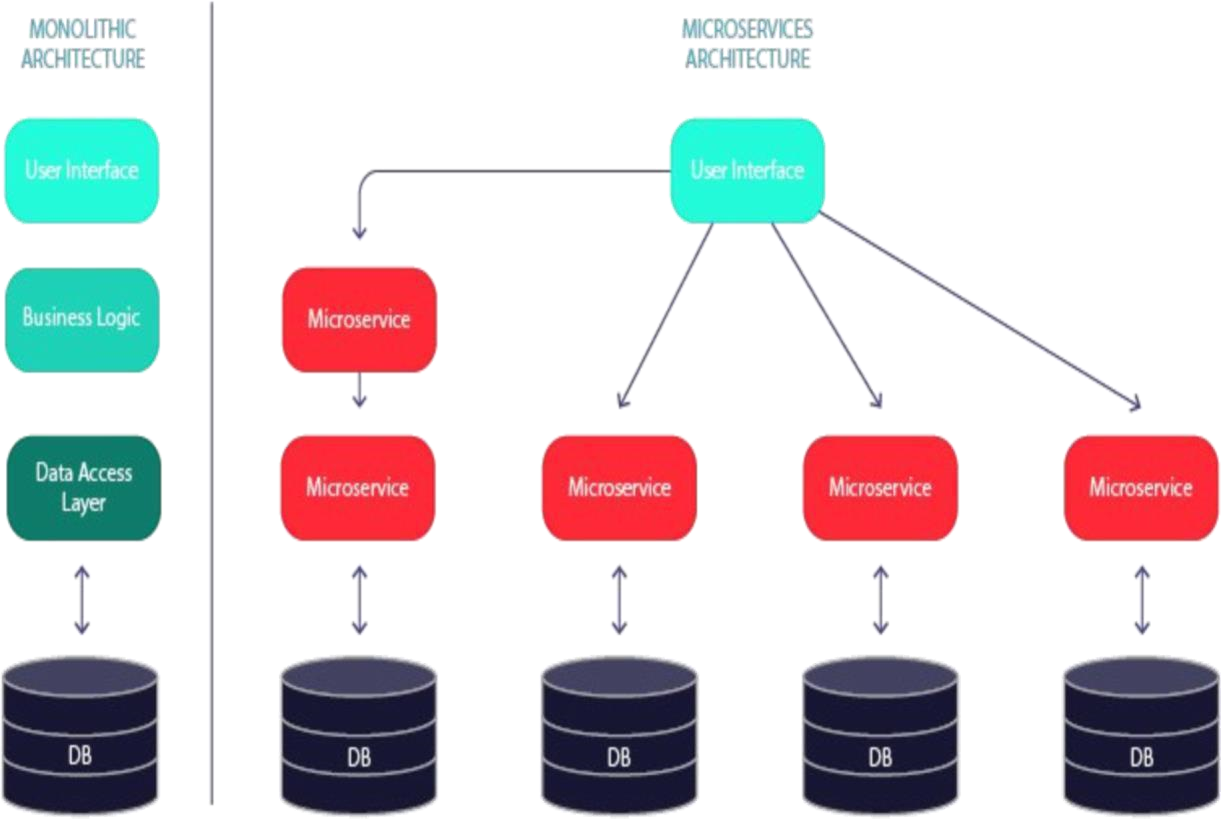 MONOLITHIC
ARCHITECTURE
User Interface
Business Logic
Data Access
Layer
DB
MICROSERVICES
ARCHITECTURE
User Interface
Microservice
Microservice
Microservice
Microservice
Microservice
DB
DB
DB
DB